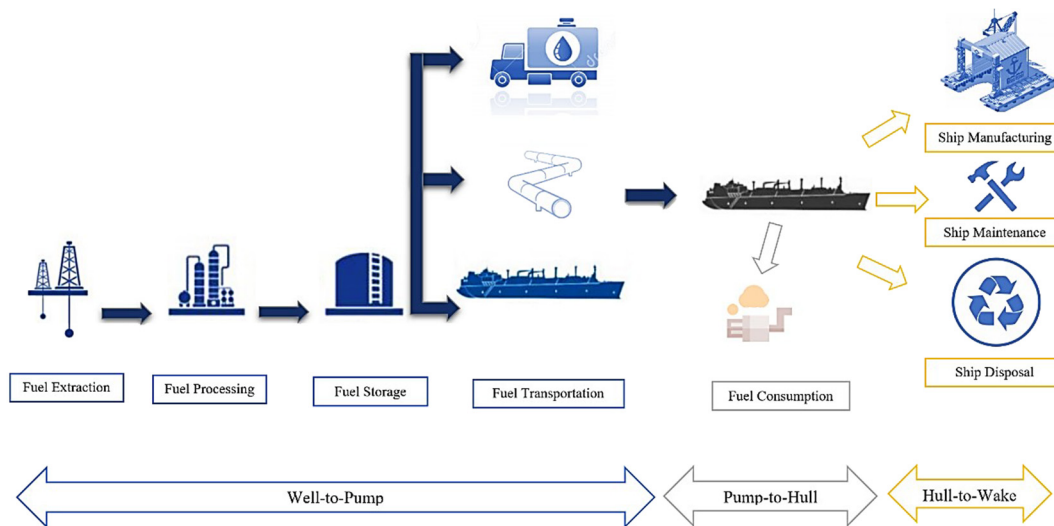 Ship Manufacturing
Ship Maintenance
Fuel Extraction
Fuel Processing
Fuel Storage
Fuel Transportation
Fuel Consumption
Ship Disposal
Well-to-Pump
Pump-to-Hull
Hull-to-Wake